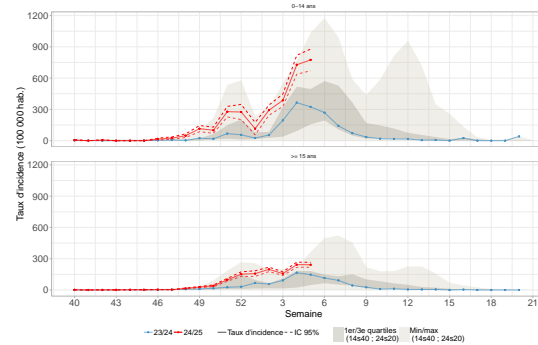 0–14 ans
1200
900
600
300
0
>= 15 ans
1200
900
600
300
0
Taux d'incidence (100 000 hab.)
40 43 46 49 52 3 6 9 12 15 18 21
Semaine
23/24 24/25 Taux d'incidence IC 95% 1er/3e quartiles
(14s40 ; 24s20) Min/max
(14s40 ; 24s20)